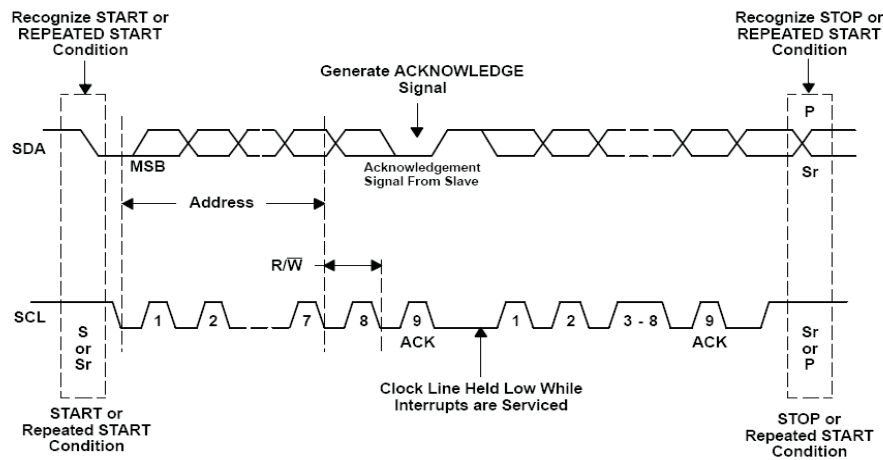 Recognize START or
REPEATED START
Condition
Recognize STOP or
REPEATED START
Condition
Generate ACKNOWLEDGE
Signal
P
SDA
MSB
Acknowledgement
Signal From Slave
Sr
Address
R/W̅
SCL
S
or
Sr
1
2
7
8
9
ACK
1
2
3 - 8
9
ACK
Sr
or
P
Clock Line Held Low While
Interrupts are Serviced
START or
Repeated START
Condition
STOP or
Repeated START
Condition